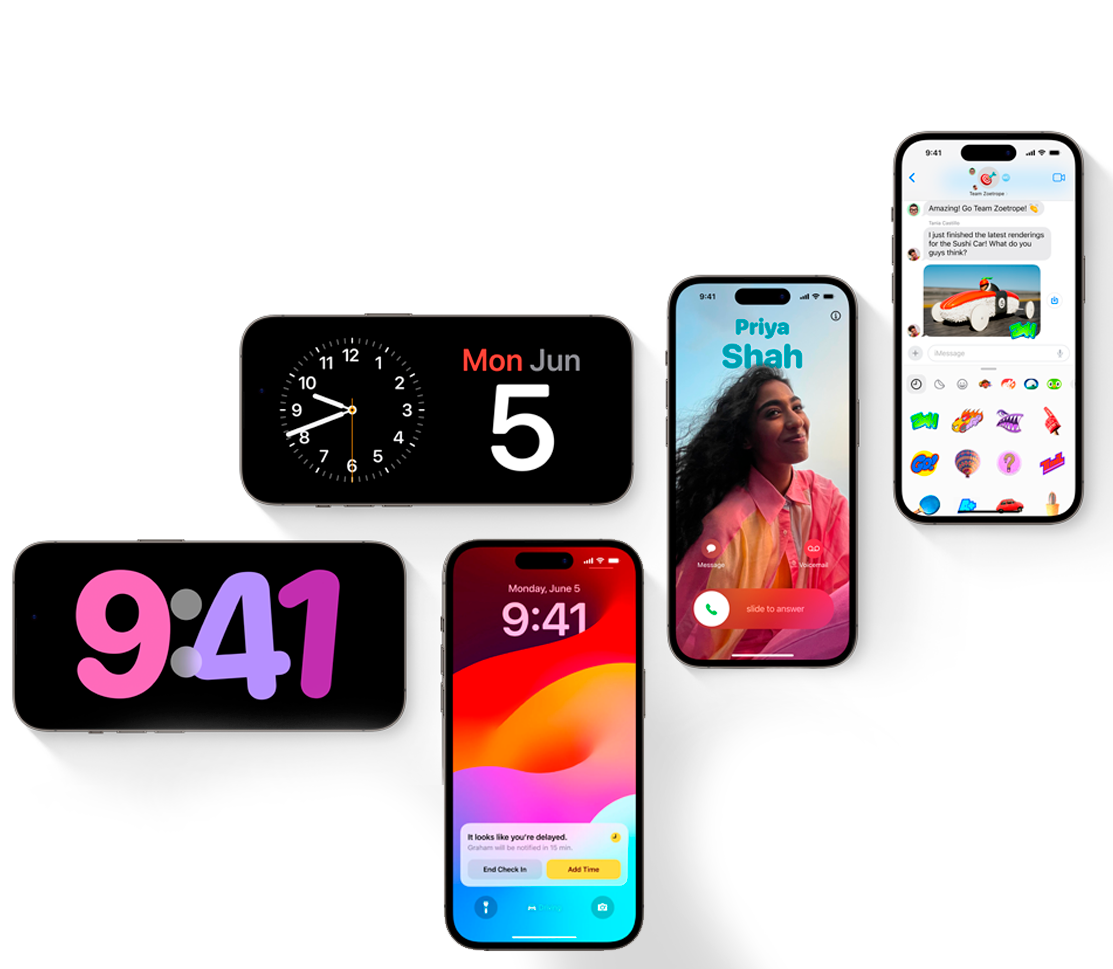 9:41
Team Zoetrope
Amazing! Go Team Zoetrope! 👏
Tania Castillo
I just finished the latest renderings
for the Sushi Car! What do you
guys think?
5
iMessage
Go!
?
9:41
Priya
Shah
Message
Voicemail
slide to answer
12
11
1
10
2
9
3
8
4
7
5
6
Mon Jun
5
9:41
Monday, June 5
9:41
It looks like you're delayed.
Graham will be notified in 15 min.
End Check In
Add Time
Driving